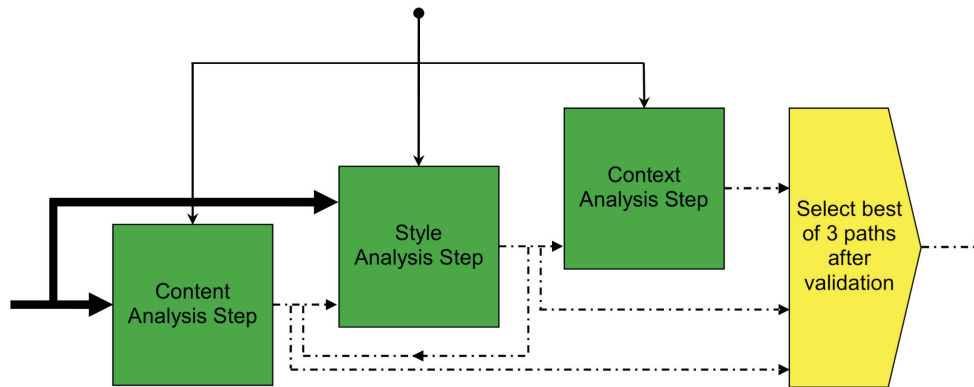 Content
Analysis Step
Style
Analysis Step
Context
Analysis Step
Select best
of 3 paths
after
validation